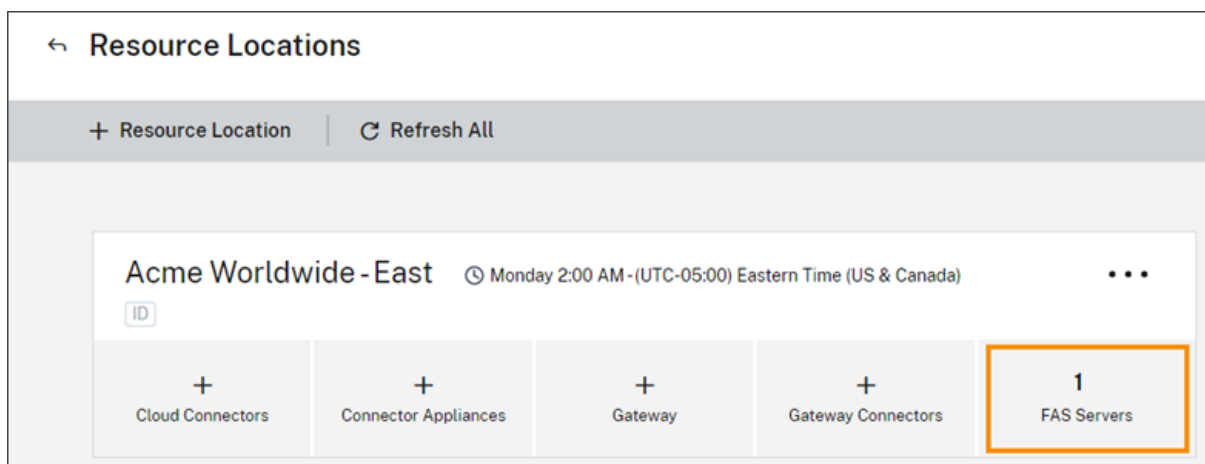 Resource Locations
+ Resource Location | Refresh All
Acme Worldwide - East Monday 2:00 AM - (UTC-05:00) Eastern Time (US & Canada) •••
ID
+ + + + 1
Cloud Connectors Connector Appliances Gateway Gateway Connectors FAS Servers